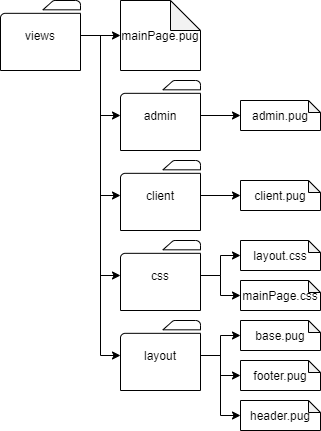 views
mainPage.pug
admin
admin.pug
client
client.pug
css
layout.css
mainPage.css
layout
base.pug
footer.pug
header.pug